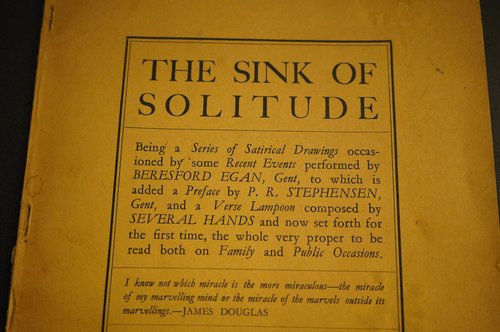 THE SINK OF
SOLITUDE
Being a Series of Satirical Drawings occas-
ioned by some Recent Events performed by
BERESFORD EGAN, Gent, to which is
added a Preface by P. R. STEPHENSEN,
Gent, and a Verse Lampoon composed by
SEVERAL HANDS and now set forth for
the first time, the whole very proper to be
read both on Family and Public Occasions.
I know not which miracle is the more miraculous—the miracle
of my marvelling mind or the miracle of the marvels outside its
marvellings.—JAMES DOUGLAS